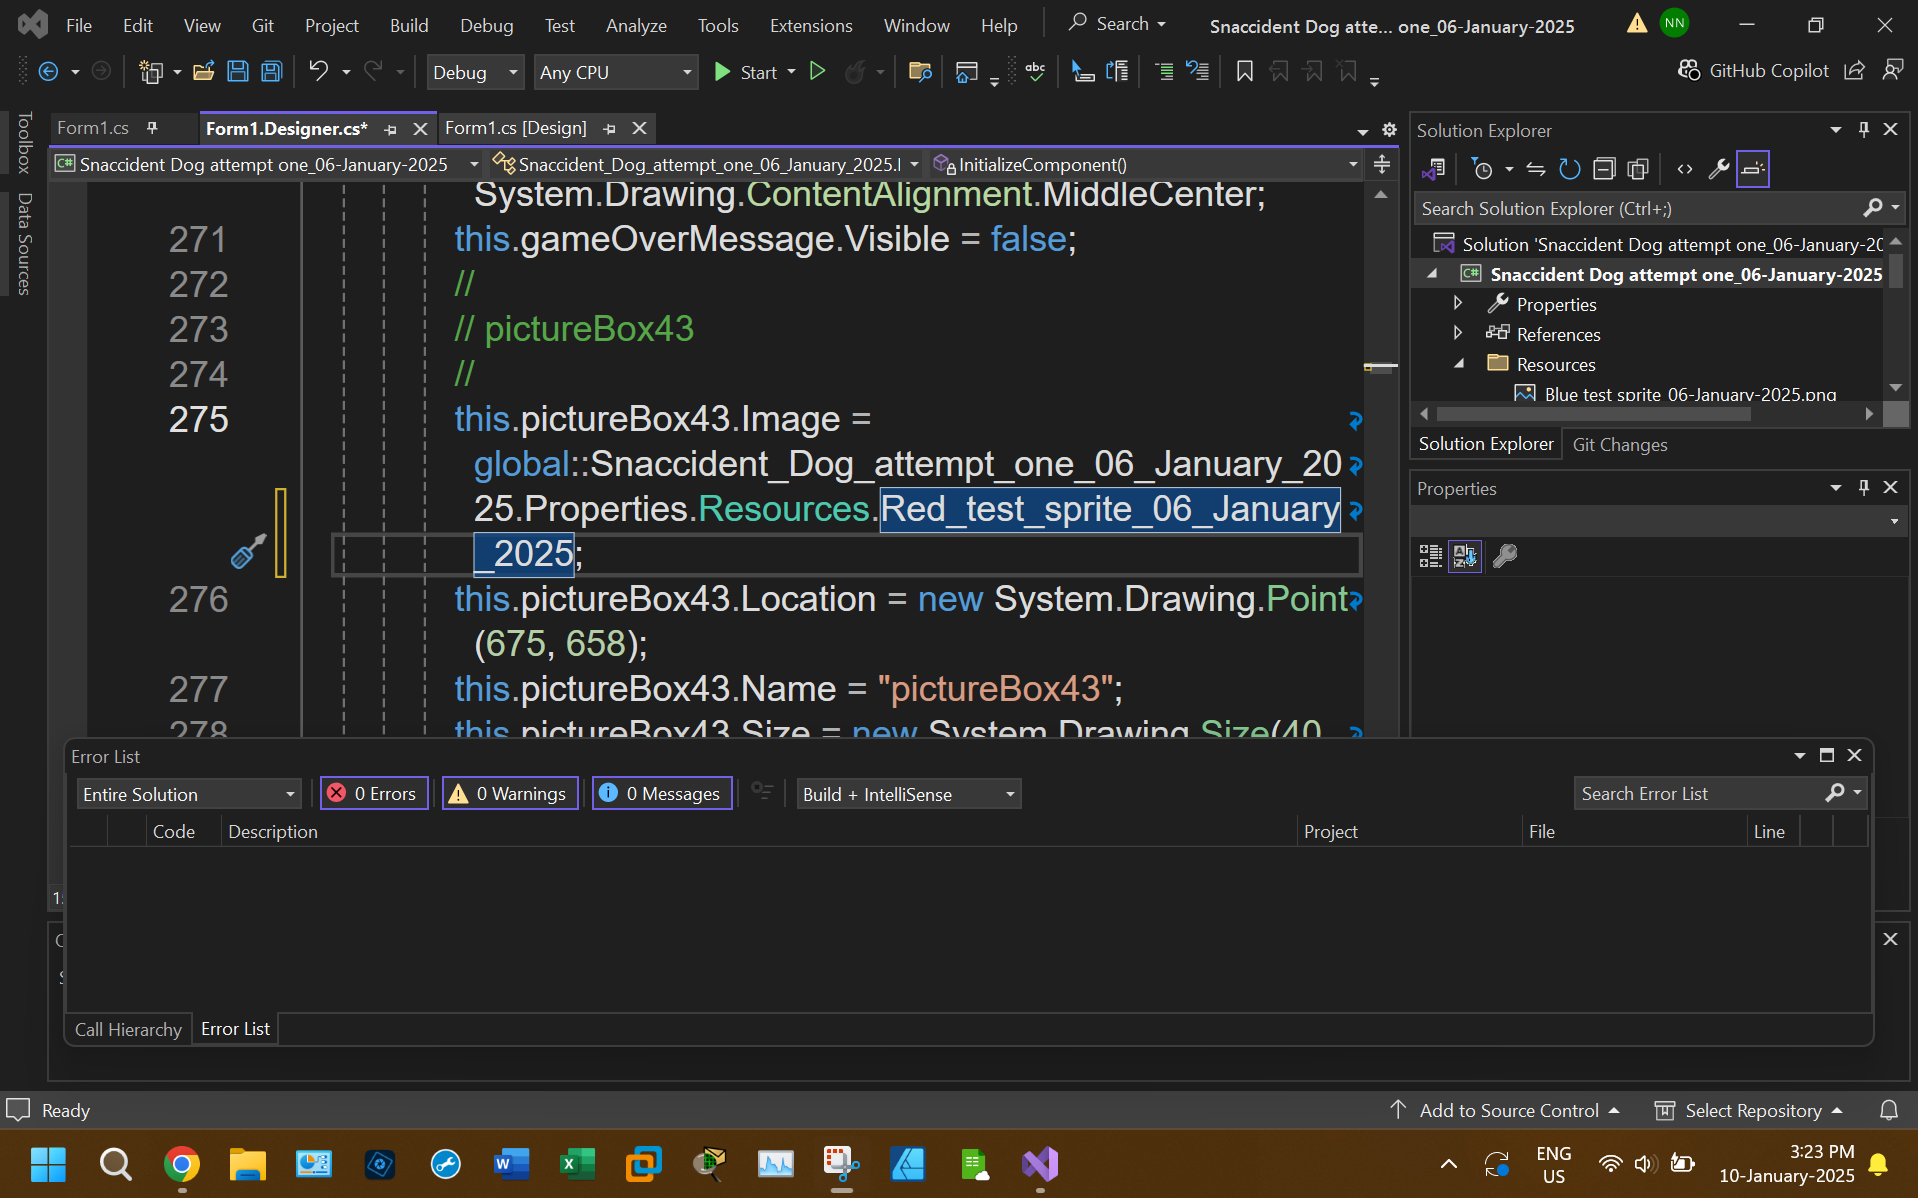 File Edit View Git Project Build Debug Test Analyze Tools Extensions Window Help Search Snaccident Dog atte... one_06-January-2025 NN
Debug Any CPU Start abc GitHub Copilot
Toolbox
Data Sources
Form1.cs Form1.Designer.cs* Form1.cs [Design]
C# Snaccident Dog attempt one_06-January-2025 Snaccident_Dog_attempt_one_06_January_2025.I InitializeComponent()
System.Drawing.ContentAlignment.MiddleCenter;
271 this.gameOverMessage.Visible = false;
272 //
273 // pictureBox43
274 //
275 this.pictureBox43.Image =
global::Snaccident_Dog_attempt_one_06_January_20
25.Properties.Resources.Red_test_sprite_06_January
_2025;
276 this.pictureBox43.Location = new System.Drawing.Point
(675, 658);
277 this.pictureBox43.Name = "pictureBox43";
278 this.pictureBox43.Size = new System.Drawing.Size(40,
Solution Explorer
Search Solution Explorer (Ctrl+;)
Solution 'Snaccident Dog attempt one_06-January-20
C# Snaccident Dog attempt one_06-January-2025
Properties
References
Resources
Blue test sprite 06-January-2025.png
Solution Explorer Git Changes
Properties
Error List
Entire Solution 0 Errors 0 Warnings 0 Messages Build + IntelliSense Search Error List
Code Description Project File Line
Call Hierarchy Error List
Ready Add to Source Control Select Repository
ENG
US
3:23 PM
10-January-2025